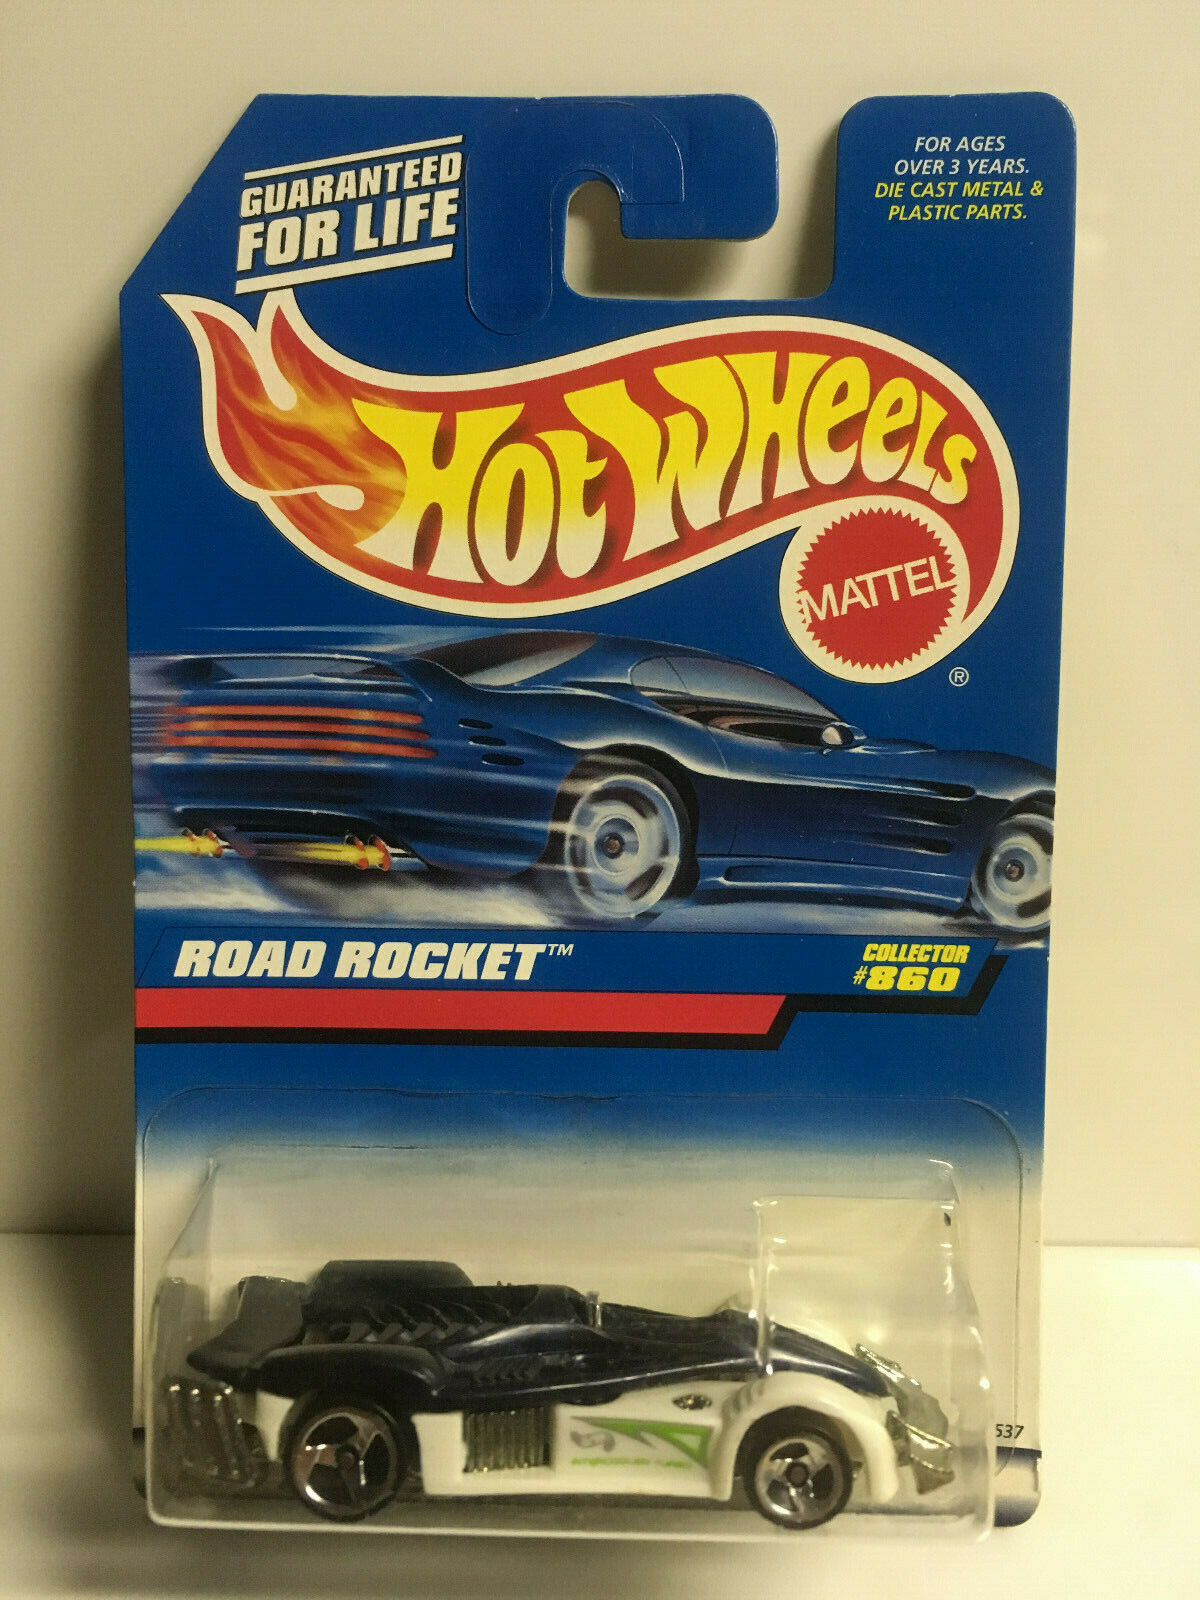 GUARANTEED
FOR LIFE
FOR AGES
OVER 3 YEARS.
DIE CAST METAL &
PLASTIC PARTS.
HOT WHEELS
MATTEL
®
ROAD ROCKET™
COLLECTOR
#860
537